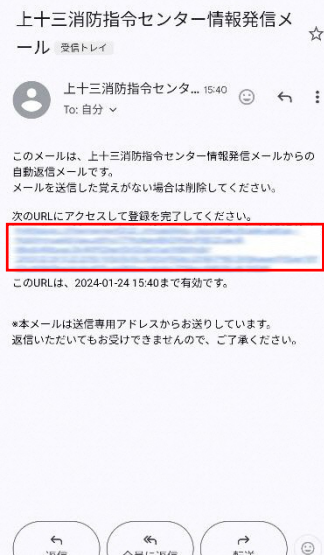 上十三消防指令センター情報発信メ
ール 受信トレイ
上十三消防指令センタ... 15:40
To: 自分
このメールは、上十三消防指令センター情報発信メールからの
自動返信メールです。
メールを送信した覚えがない場合は削除してください。
次のURLにアクセスして登録を完了してください。
このURLは、2024-01-24 15:40まで有効です。
*本メールは送信専用アドレスからお送りしています。
返信いただいてもお受けできませんので、ご了承ください。
返信 全員に返信 転送